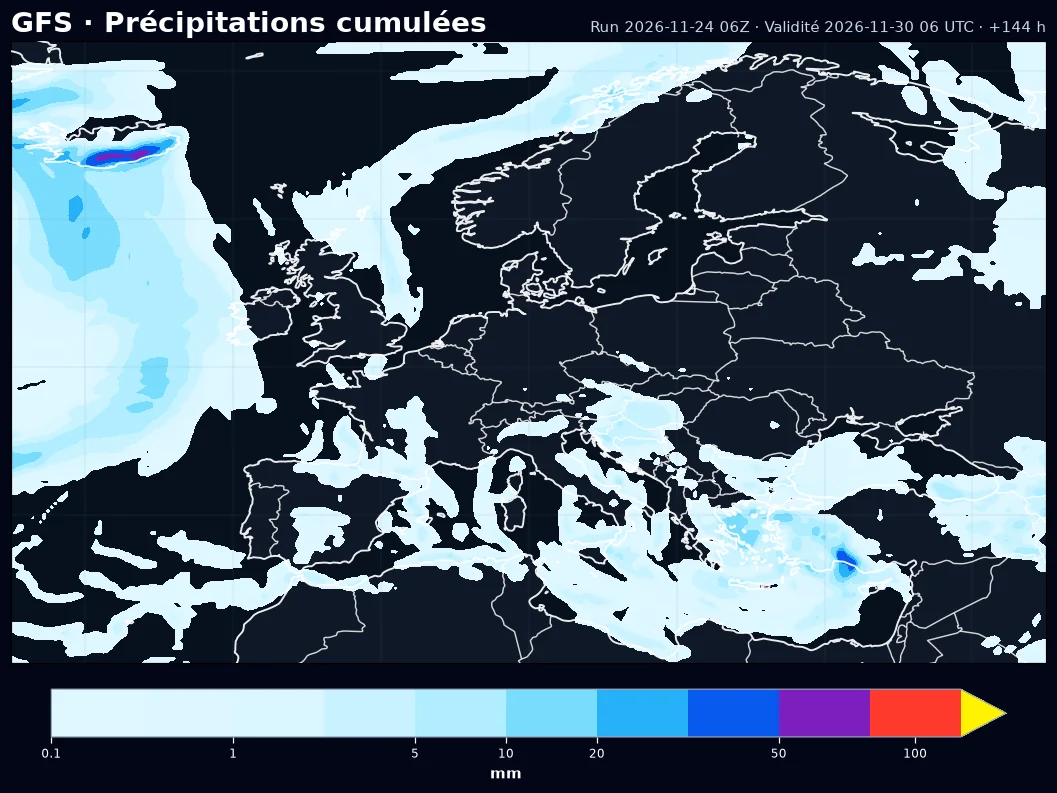 GFS · Précipitations cumulées
Run 2026-11-24 06Z · Validité 2026-11-30 06 UTC · +144 h
0.1 1 5 10 20 50 100
mm